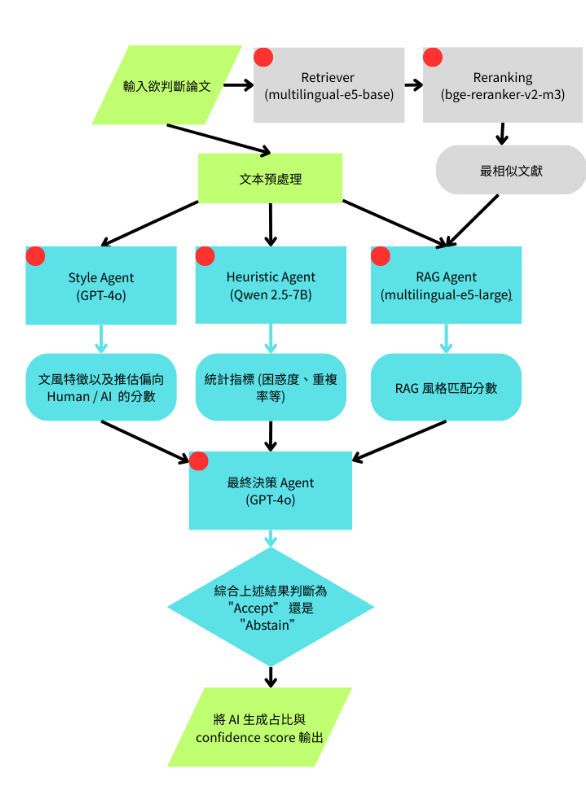 輸入欲判斷論文
Retriever
(multilingual-e5-base)
Reranking
(bge-reranker-v2-m3)
文本預處理
最相似文獻
Style Agent
(GPT-4o)
Heuristic Agent
(Qwen 2.5-7B)
RAG Agent
(multilingual-e5-large)
文風特徵以及推估偏向
Human / AI 的分數
統計指標 (困惑度、重複
率等)
RAG 風格匹配分數
最終決策 Agent
(GPT-4o)
綜合上述結果判斷為
"Accept” 還是
"Abstain”
將 AI 生成占比與
confidence score 輸出